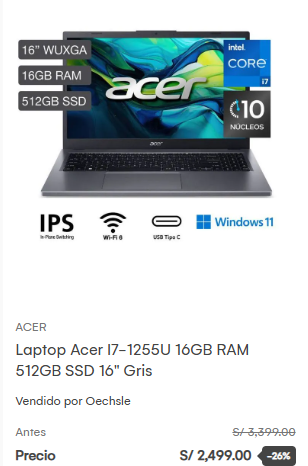 16” WUXGA
16GB RAM
512GB SSD
intel.
CORE
i7
10
NÚCLEOS
acer
acer
IPS
In-Plane Switching
Wi-Fi 6
USB Tipo C
Windows 11
ACER
Laptop Acer I7-1255U 16GB RAM
512GB SSD 16" Gris
Vendido por Oechsle
Antes S/ 3,399.00
Precio S/ 2,499.00 -26%